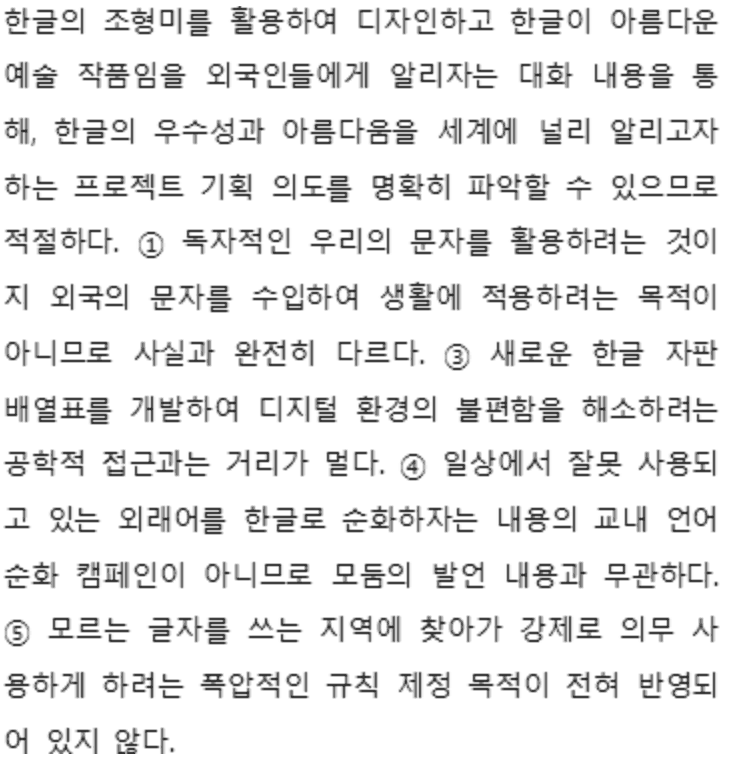 한글의 조형미를 활용하여 디자인하고 한글이 아름다운
예술 작품임을 외국인들에게 알리자는 대화 내용을 통
해, 한글의 우수성과 아름다움을 세계에 널리 알리고자
하는 프로젝트 기획 의도를 명확히 파악할 수 있으므로
적절하다. ① 독자적인 우리의 문자를 활용하려는 것이
지 외국의 문자를 수입하여 생활에 적용하려는 목적이
아니므로 사실과 완전히 다르다. ③ 새로운 한글 자판
배열표를 개발하여 디지털 환경의 불편함을 해소하려는
공학적 접근과는 거리가 멀다. ④ 일상에서 잘못 사용되
고 있는 외래어를 한글로 순화하자는 내용의 교내 언어
순화 캠페인이 아니므로 모둠의 발언 내용과 무관하다.
⑤ 모르는 글자를 쓰는 지역에 찾아가 강제로 의무 사
용하게 하려는 폭압적인 규칙 제정 목적이 전혀 반영되
어 있지 않다.